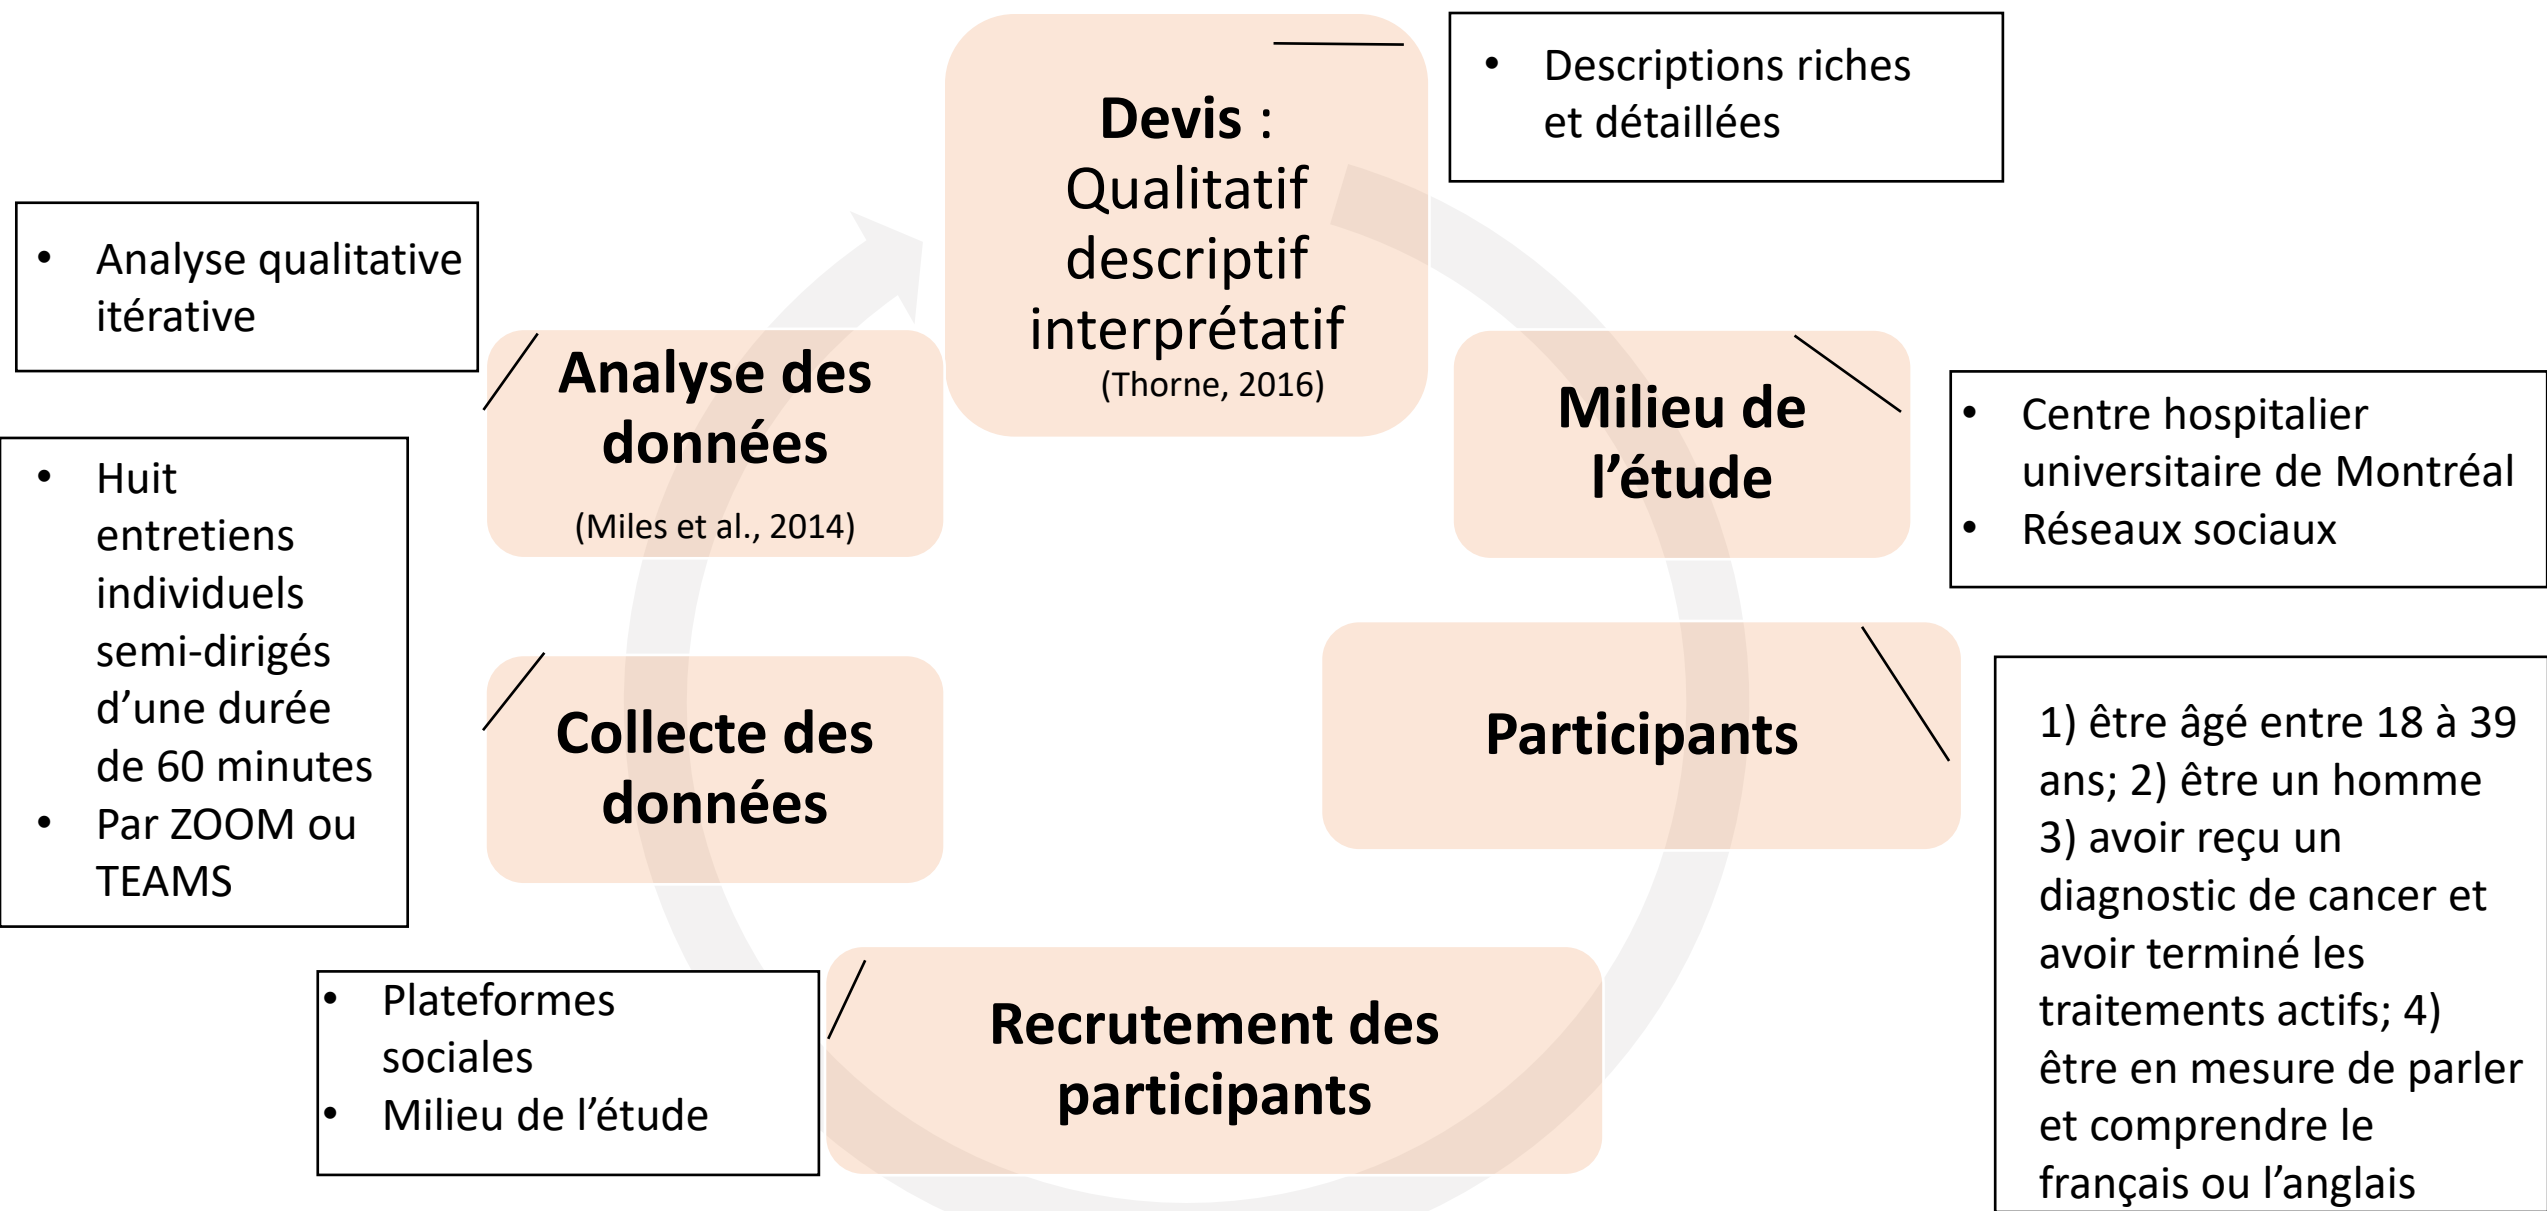 Devis :
Qualitatif
descriptif
interprétatif
(Thorne, 2016)
• Descriptions riches
et détaillées
Milieu de
l’étude
• Centre hospitalier
universitaire de Montréal
• Réseaux sociaux
Participants
1) être âgé entre 18 à 39
ans; 2) être un homme
3) avoir reçu un
diagnostic de cancer et
avoir terminé les
traitements actifs; 4)
être en mesure de parler
et comprendre le
français ou l’anglais
Recrutement des
participants
• Plateformes
sociales
• Milieu de l’étude
Collecte des
données
• Huit
entretiens
individuels
semi-dirigés
d’une durée
de 60 minutes
• Par ZOOM ou
TEAMS
Analyse des
données
(Miles et al., 2014)
• Analyse qualitative
itérative